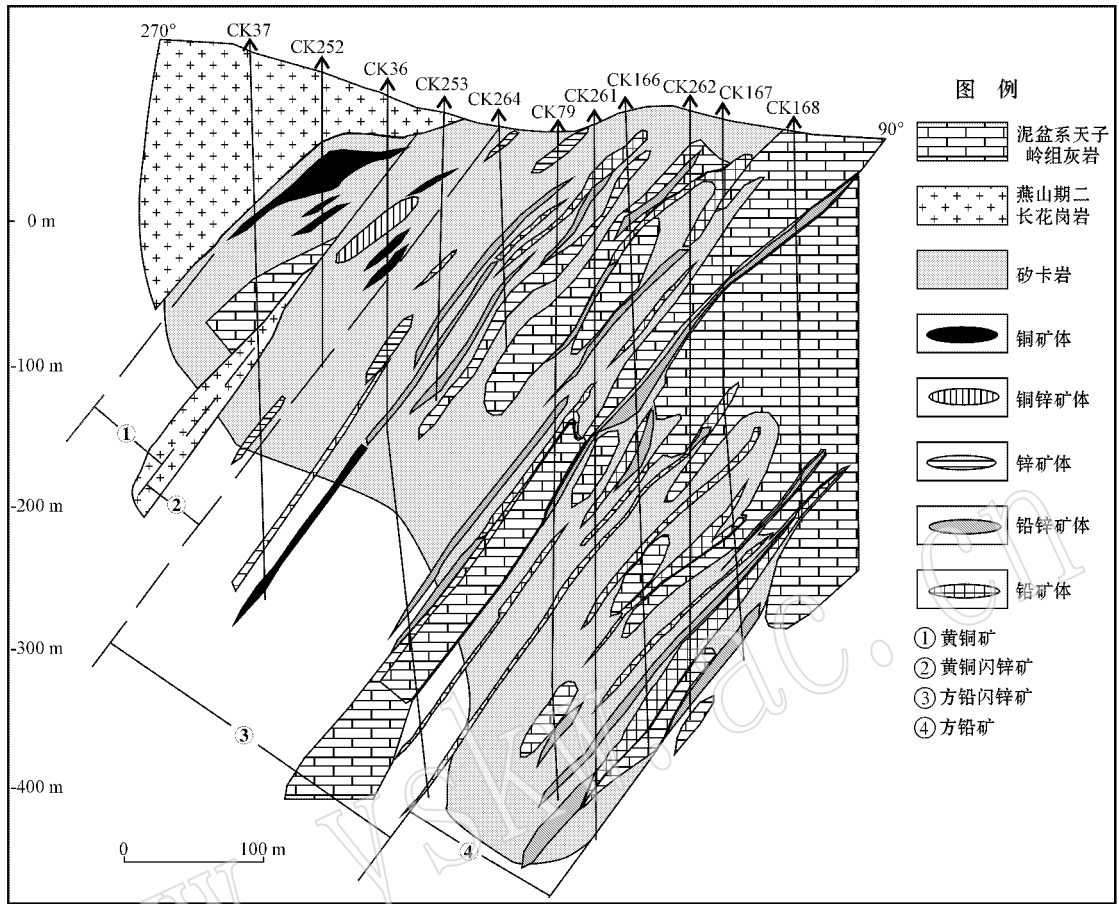 270°
CK37
CK252
CK36
CK253
CK264
CK79
CK261
CK166
CK262
CK167
CK168
90°
0 m
-100 m
-200 m
-300 m
-400 m
①
②
③
④
0 100 m
图 例
泥盆系天子
岭组灰岩
燕山期二
长花岗岩
矽卡岩
铜矿体
铜锌矿体
锌矿体
铅锌矿体
铅矿体
①黄铜矿
②黄铜闪锌矿
③方铅闪锌矿
④方铅矿
w.ysxb.ac.cn